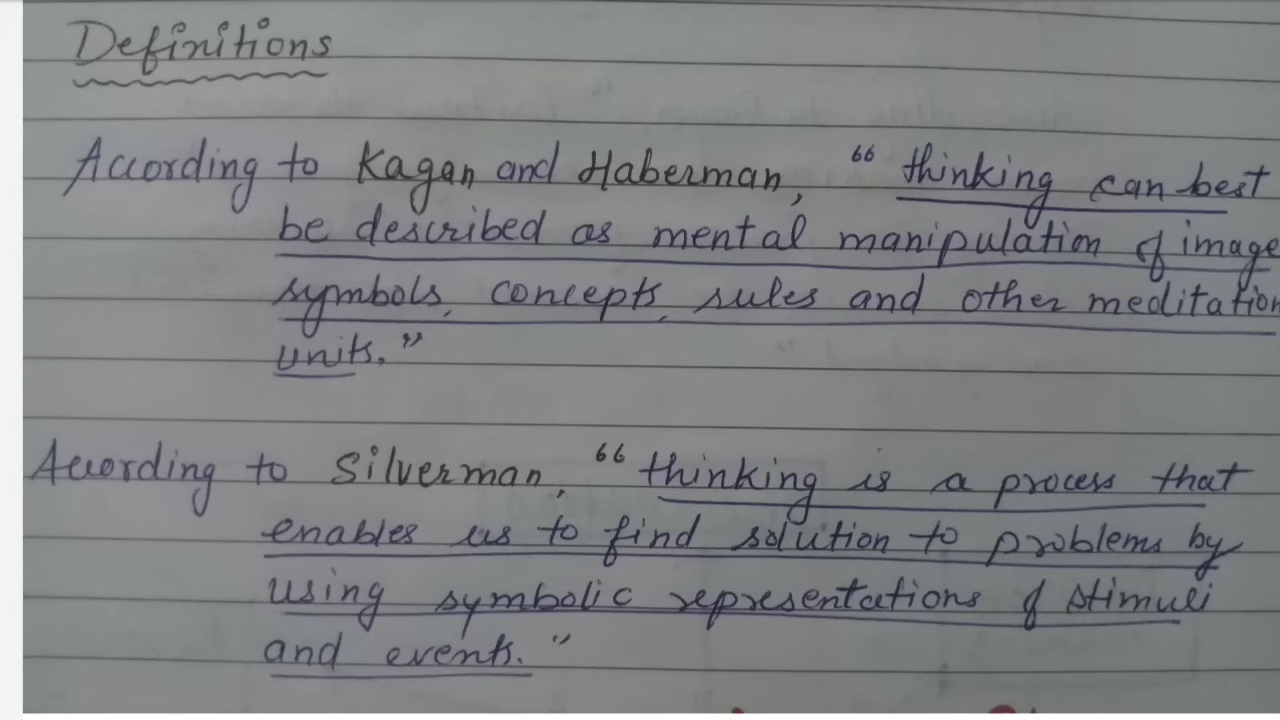 Definitions
According to Kagan and Haberman, "thinking can best
be described as mental manipulation of image
symbols, concepts, rules and other meditation
units."
According to Silverman, "thinking is a process that
enables us to find solution to problems by
using symbolic representations of stimuli
and events."